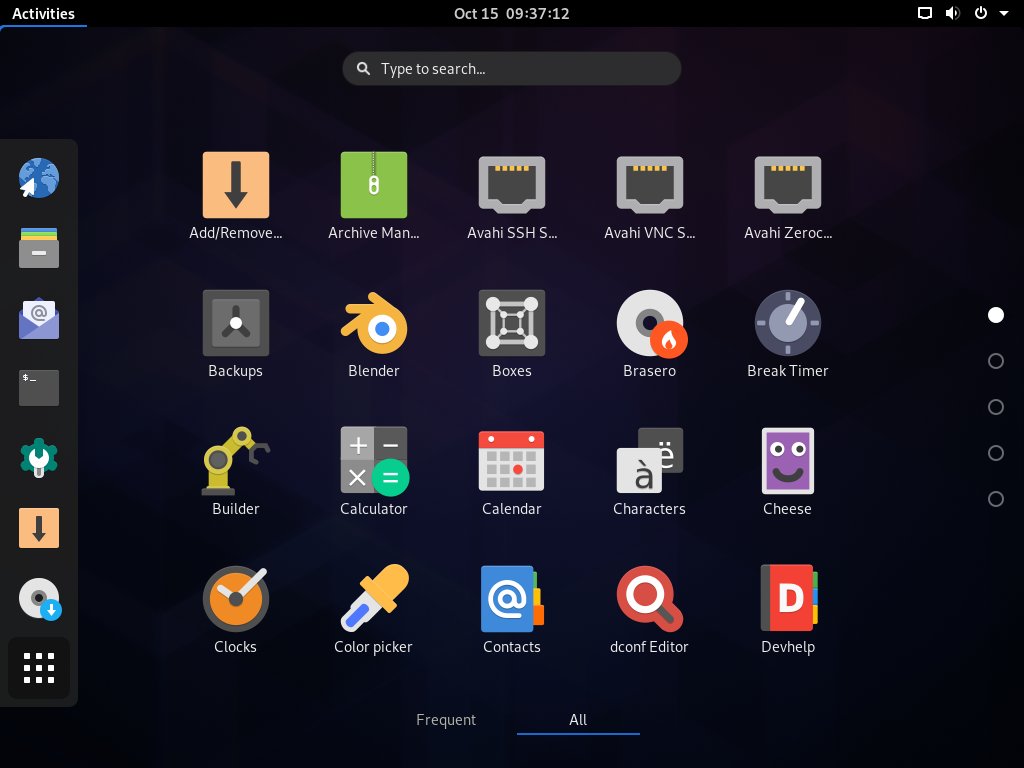 Activities
Oct 15 09:37:12
Type to search...
Add/Remove...
Archive Man...
Avahi SSH S...
Avahi VNC S...
Avahi Zeroc...
Backups
Blender
Boxes
Brasero
Break Timer
Builder
Calculator
Calendar
Characters
Cheese
Clocks
Color picker
Contacts
dconf Editor
Devhelp
$_
à
ë
@
D
Frequent
All